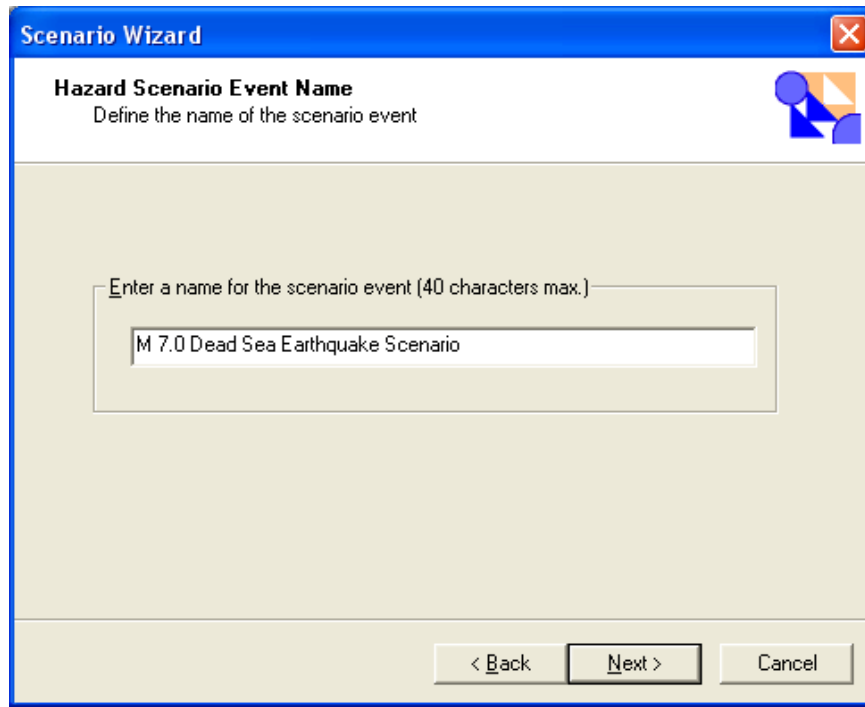 Scenario Wizard
Hazard Scenario Event Name
Define the name of the scenario event
Enter a name for the scenario event (40 characters max.)
M 7.0 Dead Sea Earthquake Scenario
< Back Next > Cancel